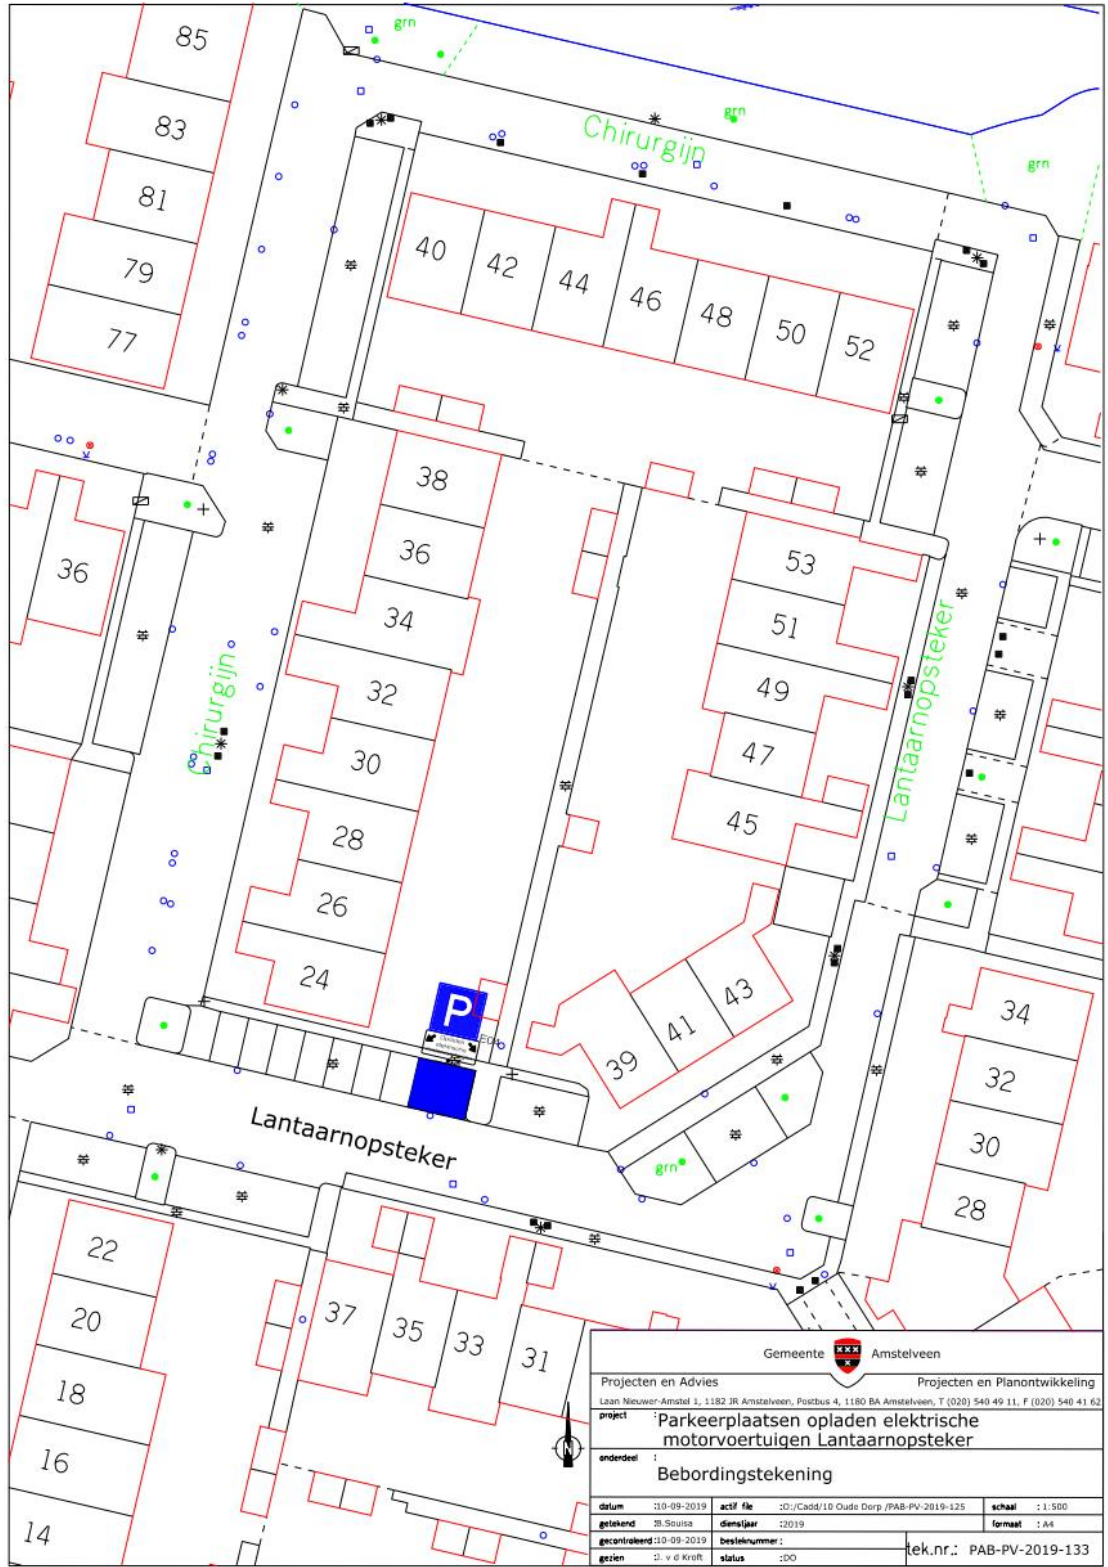 85
grn
83
Chirurgijn
grn
grn
81
79
77
40
42
44
46
48
50
52
38
36
34
32
30
28
26
24
36
Chirurgijn
53
51
49
47
45
43
41
39
Lantaarnopsteker
P
Opladen
elektrische
E04
Lantaarnopsteker
grn
34
32
30
28
22
20
18
16
14
37
35
33
31
Gemeente Amstelveen
Projecten en Advies Projecten en Planontwikkeling
Laan Nieuwer-Amstel 1, 1182 JR Amstelveen, Postbus 4, 1180 BA Amstelveen, T (020) 540 49 11, F (020) 540 41 62
project : Parkeerplaatsen opladen elektrische
motorvoertuigen Lantaarnopsteker
onderdeel :
Bebordingstekening
datum :10-09-2019 actif file :O:/Cadd/10 Oude Dorp /PAB-PV-2019-125 schaal : 1:500
getekend :B.Souisa dienstjaar :2019 formaat : A4
gecontroleerd :10-09-2019 besteknummer : tek.nr.: PAB-PV-2019-133
gezien :J. v d Kroft status :DO
N